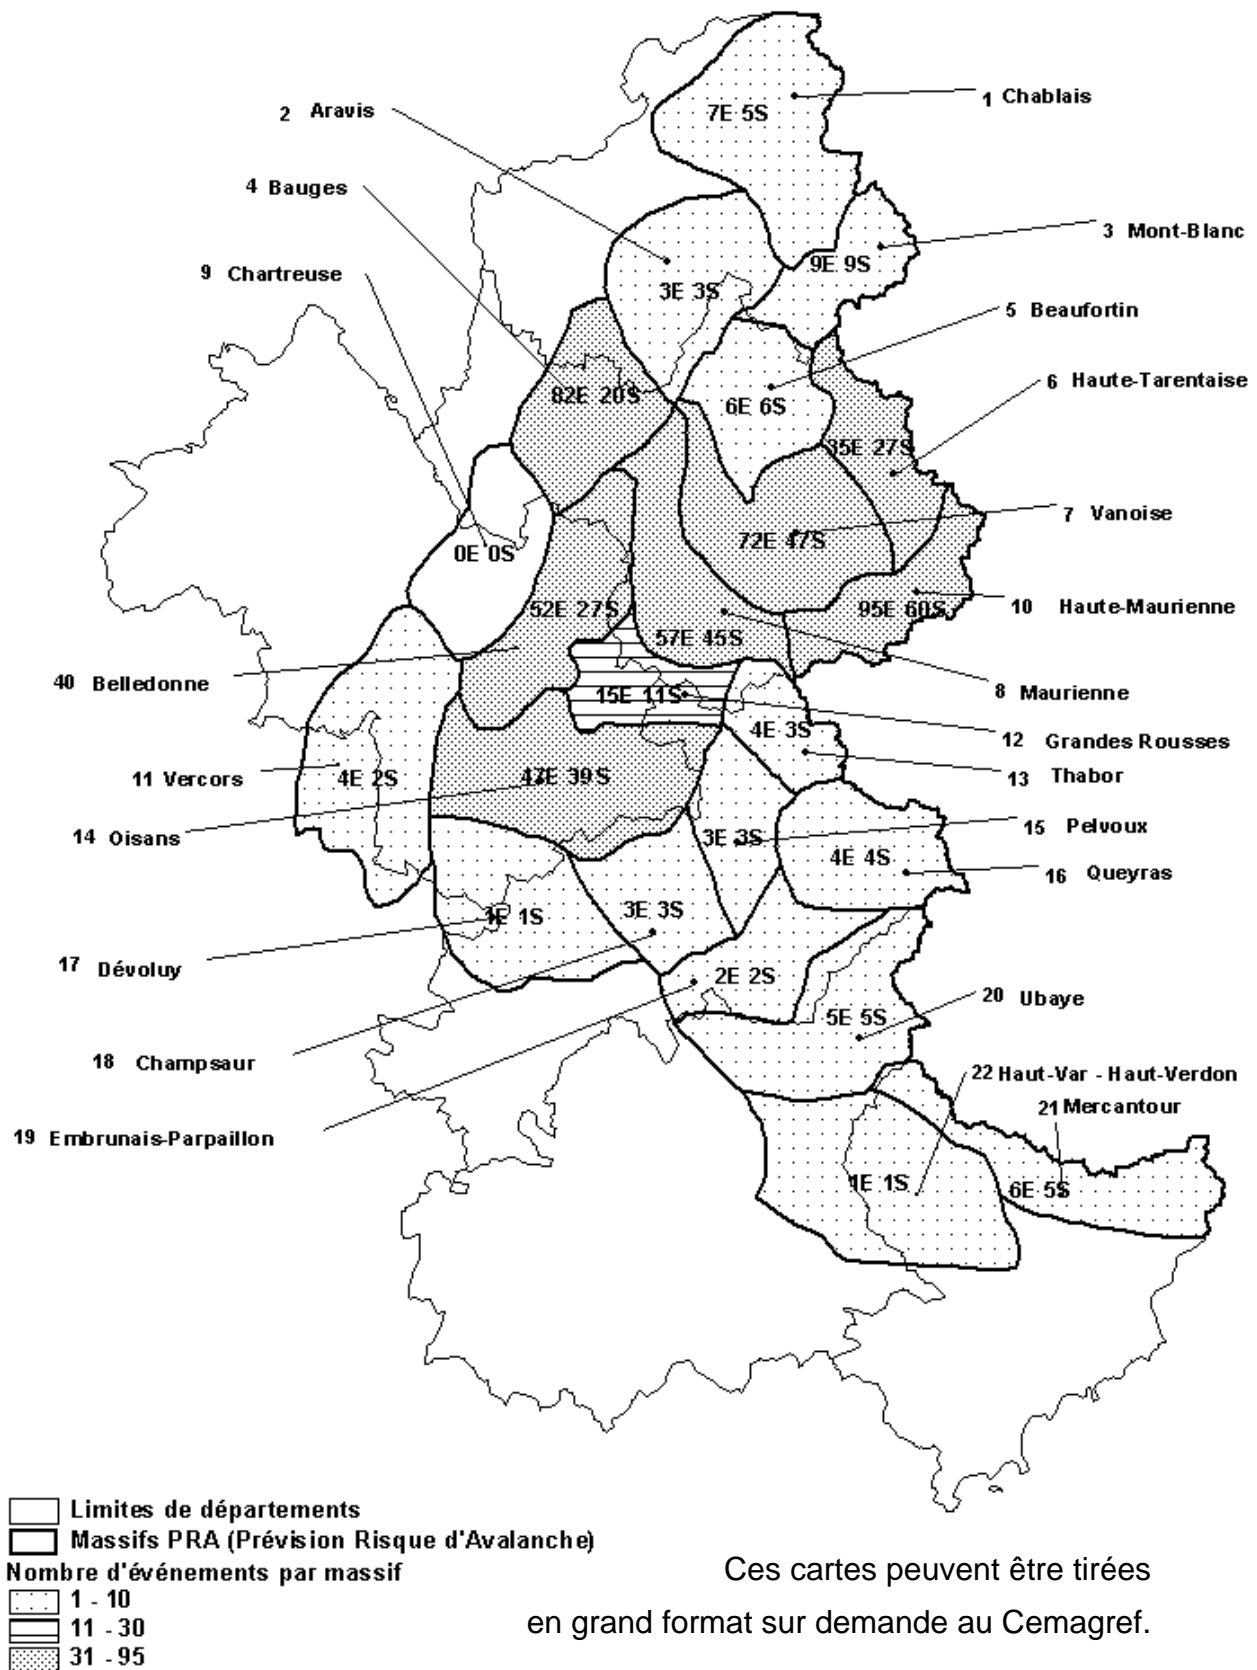 1 Chablais
7E 5S
2 Aravis
4 Bauges
3 Mont-Blanc
9E 9S
9 Chartreuse
3E 3S
5 Beaufortin
6 Haute-Tarentaise
82E 20S
6E 6S
35E 27S
7 Vanoise
72E 47S
0E 0S
10 Haute-Maurienne
95E 60S
52E 27S
57E 45S
40 Belledonne
8 Maurienne
15E 11S
4E 3S
12 Grandes Rousses
11 Vercors
4E 2S
47E 39S
13 Thabor
14 Oisans
3E 3S
15 Pelvoux
4E 4S
16 Queyras
1E 1S
3E 3S
17 Dévoluy
2E 2S
20 Ubaye
5E 5S
18 Champsaur
22 Haut-Var - Haut-Verdon
21 Mercantour
19 Embrunais-Parpaillon
1E 1S
6E 5S
Limites de départements
Massifs PRA (Prévision Risque d'Avalanche)
Nombre d'événements par massif
1 - 10
11 - 30
31 - 95
Ces cartes peuvent être tirées
en grand format sur demande au Cemagref.